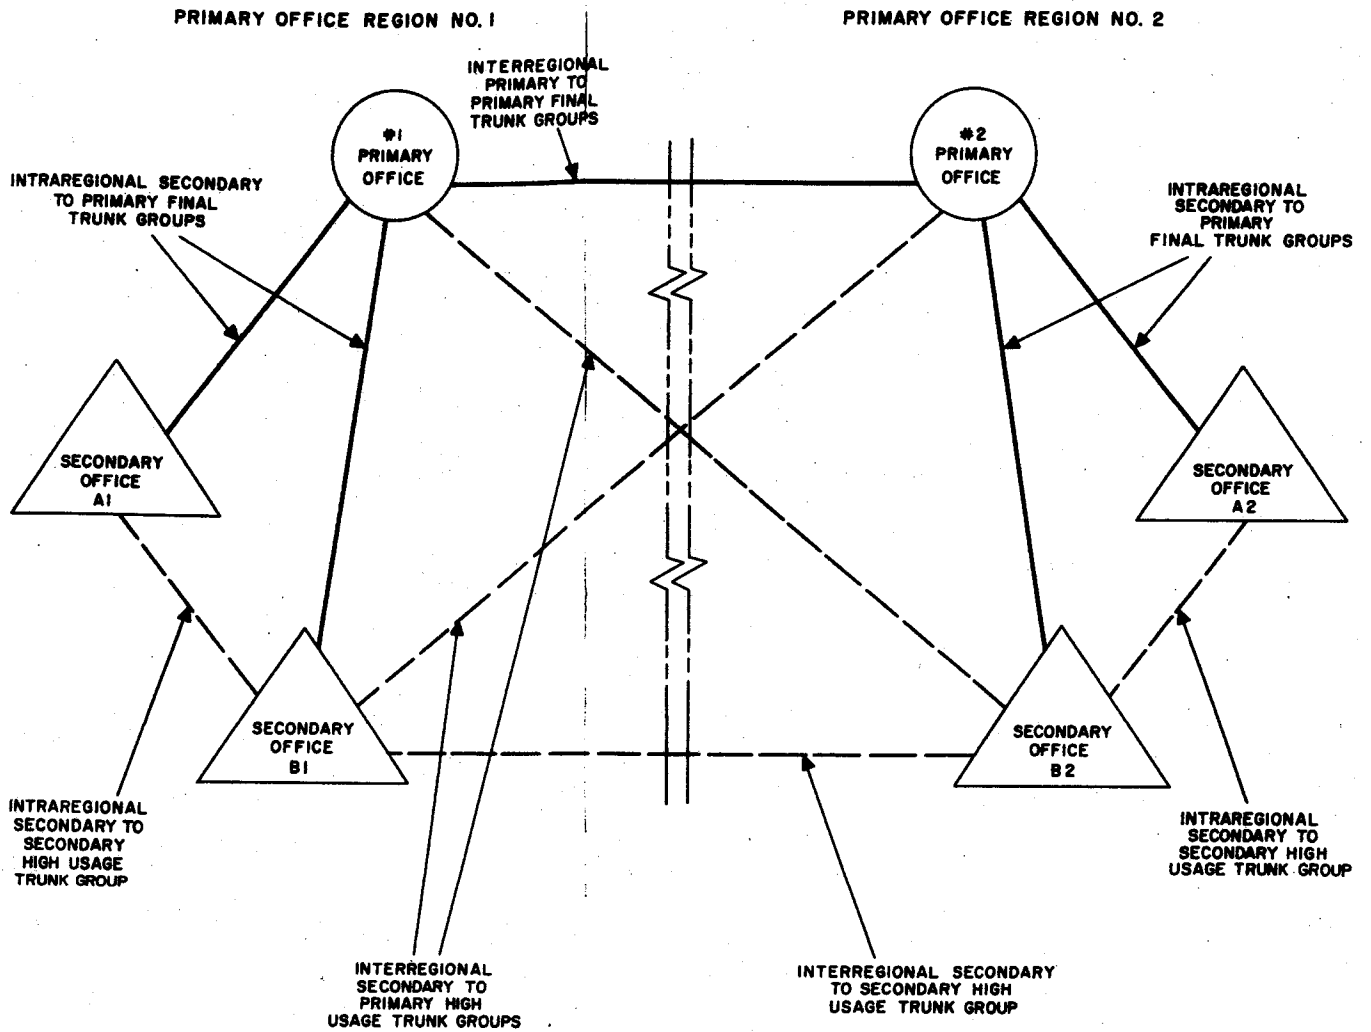 PRIMARY OFFICE REGION NO. 1
PRIMARY OFFICE REGION NO. 2
INTERREGIONAL
PRIMARY TO
PRIMARY FINAL
TRUNK GROUPS
#1
PRIMARY
OFFICE
#2
PRIMARY
OFFICE
INTRAREGIONAL SECONDARY
TO PRIMARY FINAL
TRUNK GROUPS
INTRAREGIONAL
SECONDARY TO
PRIMARY
FINAL TRUNK GROUPS
SECONDARY
OFFICE
A1
SECONDARY
OFFICE
A2
SECONDARY
OFFICE
B1
SECONDARY
OFFICE
B2
INTRAREGIONAL
SECONDARY TO
SECONDARY
HIGH USAGE
TRUNK GROUP
INTRAREGIONAL
SECONDARY TO
SECONDARY HIGH
USAGE TRUNK GROUP
INTERREGIONAL
SECONDARY TO
PRIMARY HIGH
USAGE TRUNK GROUPS
INTERREGIONAL SECONDARY
TO SECONDARY HIGH
USAGE TRUNK GROUP